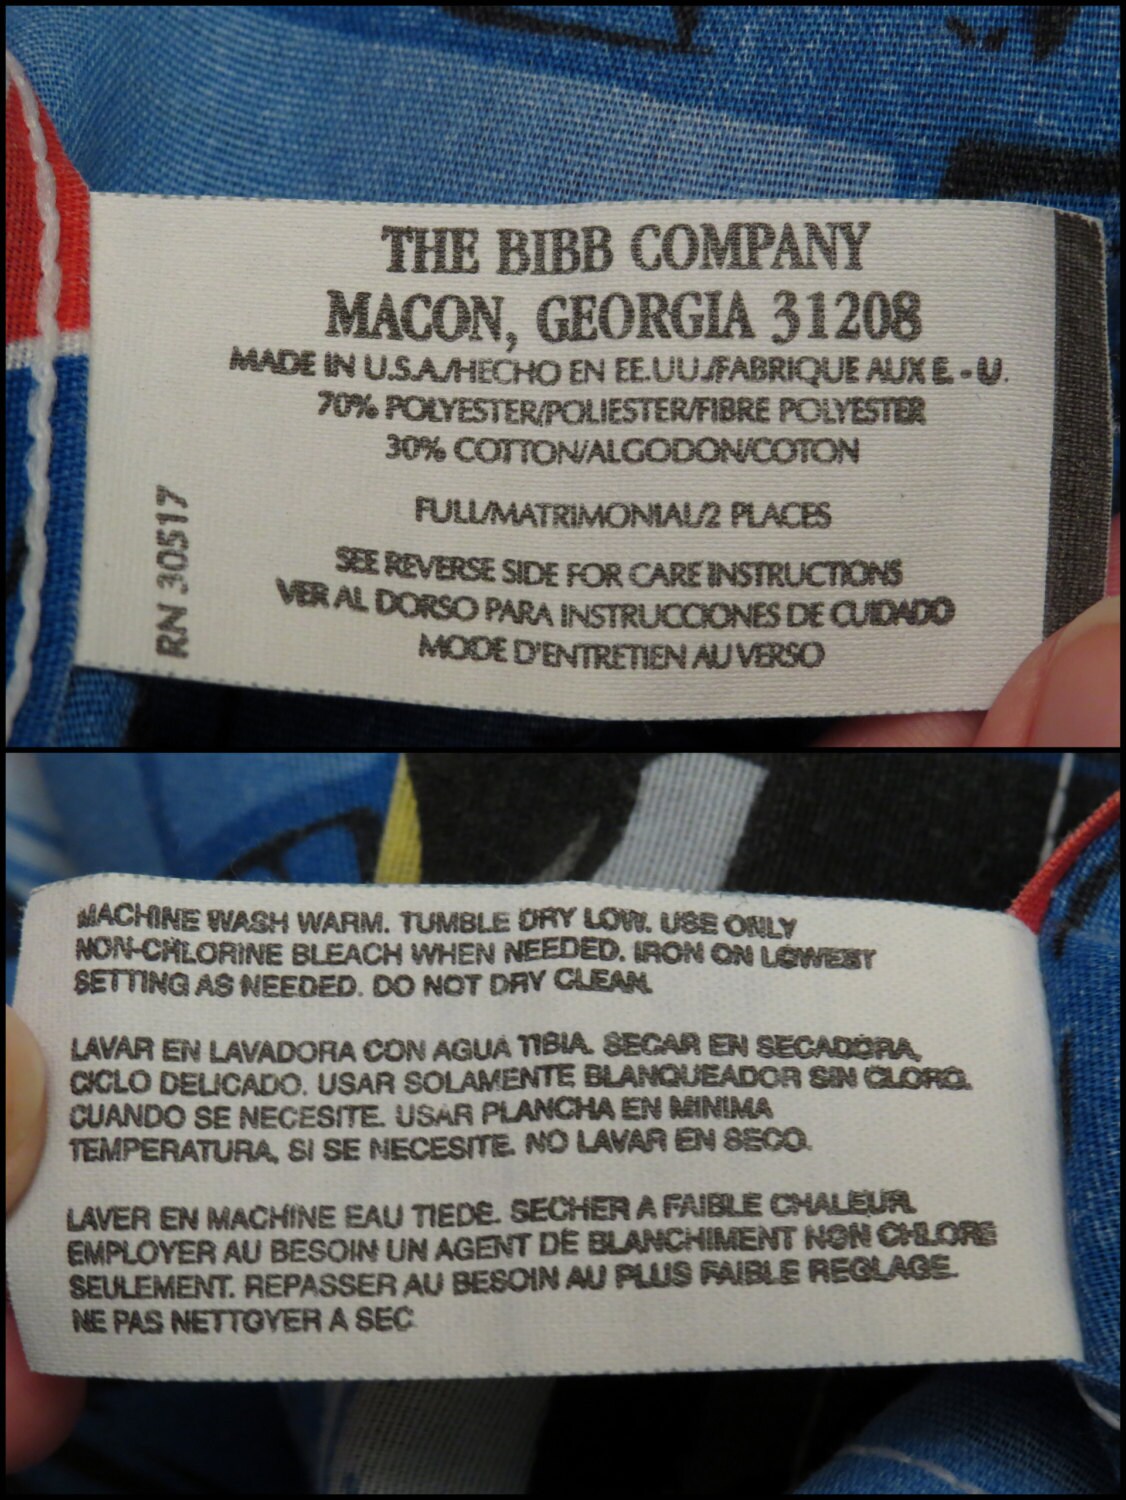 THE BIBB COMPANY
MACON, GEORGIA 31208
MADE IN U.S.A./HECHO EN EE.UU./FABRIQUE AUX E.-U.
70% POLYESTER/POLIESTER/FIBRE POLYESTER
30% COTTON/ALGODON/COTON
FULL/MATRIMONIAL/2 PLACES
SEE REVERSE SIDE FOR CARE INSTRUCTIONS
VER AL DORSO PARA INSTRUCCIONES DE CUIDADO
MODE D'ENTRETIEN AU VERSO
RN 30517
MACHINE WASH WARM. TUMBLE DRY LOW. USE ONLY
NON-CHLORINE BLEACH WHEN NEEDED. IRON ON LOWEST
SETTING AS NEEDED. DO NOT DRY CLEAN.
LAVAR EN LAVADORA CON AGUA TIBIA. SECAR EN SECADORA,
CICLO DELICADO. USAR SOLAMENTE BLANQUEADOR SIN CLORO.
CUANDO SE NECESITE. USAR PLANCHA EN MINIMA
TEMPERATURA, SI SE NECESITE. NO LAVAR EN SECO.
LAVER EN MACHINE EAU TIEDE. SECHER A FAIBLE CHALEUR.
EMPLOYER AU BESOIN UN AGENT DE BLANCHIMENT NON CHLORE
SEULEMENT. REPASSER AU BESOIN AU PLUS FAIBLE REGLAGE.
NE PAS NETTOYER A SEC